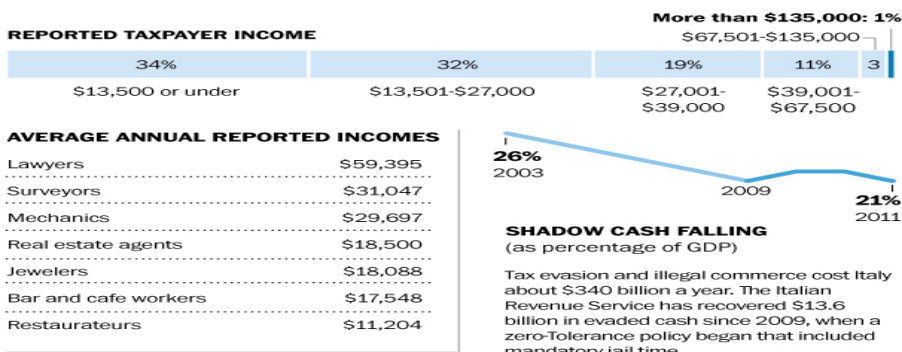 More than $135,000: 1%
REPORTED TAXPAYER INCOME
$67,501-$135,000
34% 32% 19% 11% 3
$13,500 or under $13,501-$27,000 $27,001- $39,001-
$39,000 $67,500
AVERAGE ANNUAL REPORTED INCOMES
Lawyers $59,395
Surveyors $31,047
Mechanics $29,697
Real estate agents $18,500
Jewelers $18,088
Bar and cafe workers $17,548
Restaurateurs $11,204
26%
2003
2009
21%
2011
SHADOW CASH FALLING
(as percentage of GDP)
Tax evasion and illegal commerce cost Italy
about $340 billion a year. The Italian
Revenue Service has recovered $13.6
billion in evaded cash since 2009, when a
zero-Tolerance policy began that included
mandatory jail time